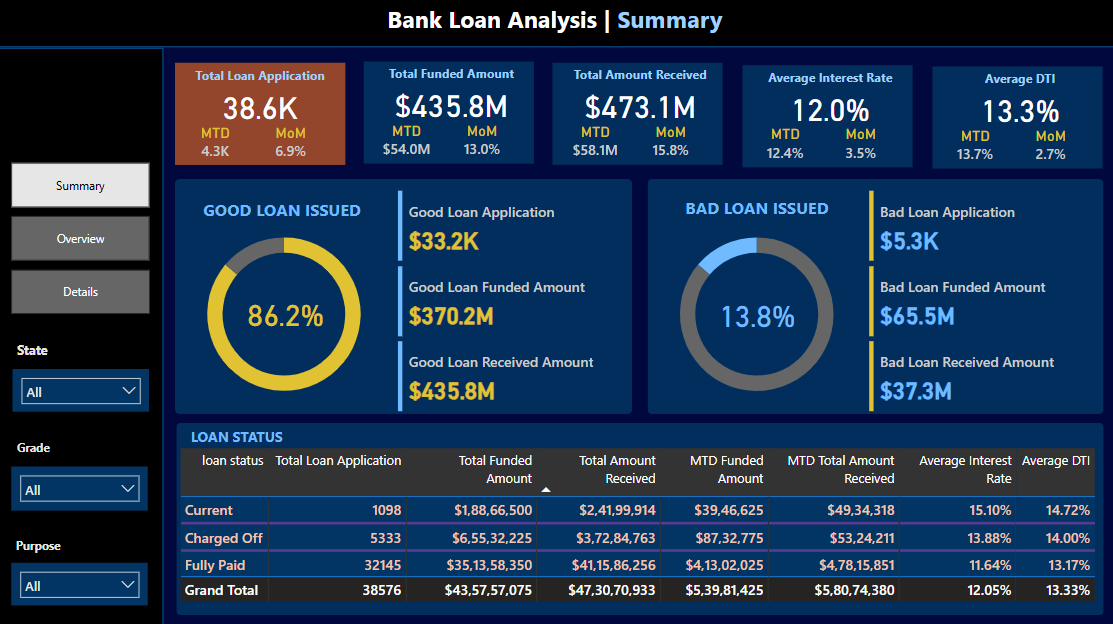 Bank Loan Analysis | Summary
Total Loan Application
38.6K
MTD MoM
4.3K 6.9%
Total Funded Amount
$435.8M
MTD MoM
$54.0M 13.0%
Total Amount Received
$473.1M
MTD MoM
$58.1M 15.8%
Average Interest Rate
12.0%
MTD MoM
12.4% 3.5%
Average DTI
13.3%
MTD MoM
13.7% 2.7%
Summary
Overview
Details
State
All
Grade
All
Purpose
All
GOOD LOAN ISSUED
86.2%
Good Loan Application
$33.2K
Good Loan Funded Amount
$370.2M
Good Loan Received Amount
$435.8M
BAD LOAN ISSUED
13.8%
Bad Loan Application
$5.3K
Bad Loan Funded Amount
$65.5M
Bad Loan Received Amount
$37.3M
LOAN STATUS
loan status Total Loan Application Total Funded Amount Total Amount Received MTD Funded Amount MTD Total Amount Received Average Interest Rate Average DTI
Current 1098 $1,88,66,500 $2,41,99,914 $39,46,625 $49,34,318 15.10% 14.72%
Charged Off 5333 $6,55,32,225 $3,72,84,763 $87,32,775 $53,24,211 13.88% 14.00%
Fully Paid 32145 $35,13,58,350 $41,15,86,256 $4,13,02,025 $4,78,15,851 11.64% 13.17%
Grand Total 38576 $43,57,57,075 $47,30,70,933 $5,39,81,425 $5,80,74,380 12.05% 13.33%